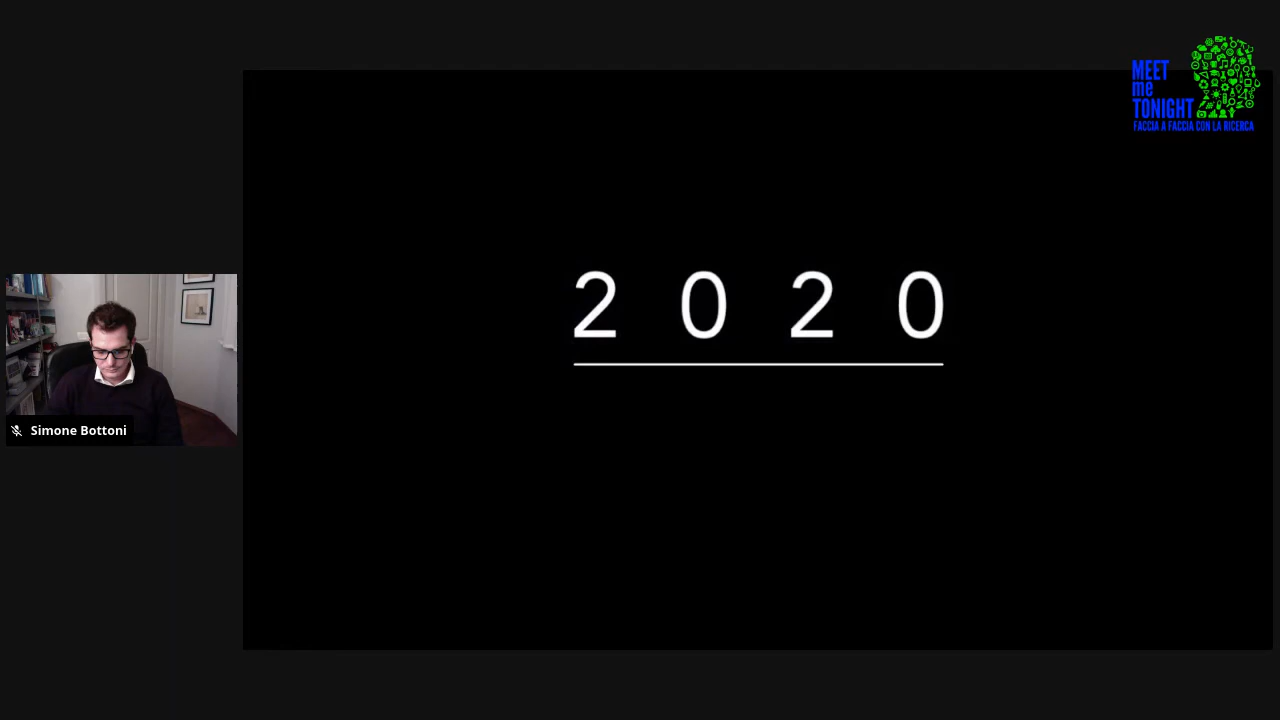 MEET
me
TONIGHT
FACCIA A FACCIA CON LA RICERCA
2 0 2 0
Simone Bottoni